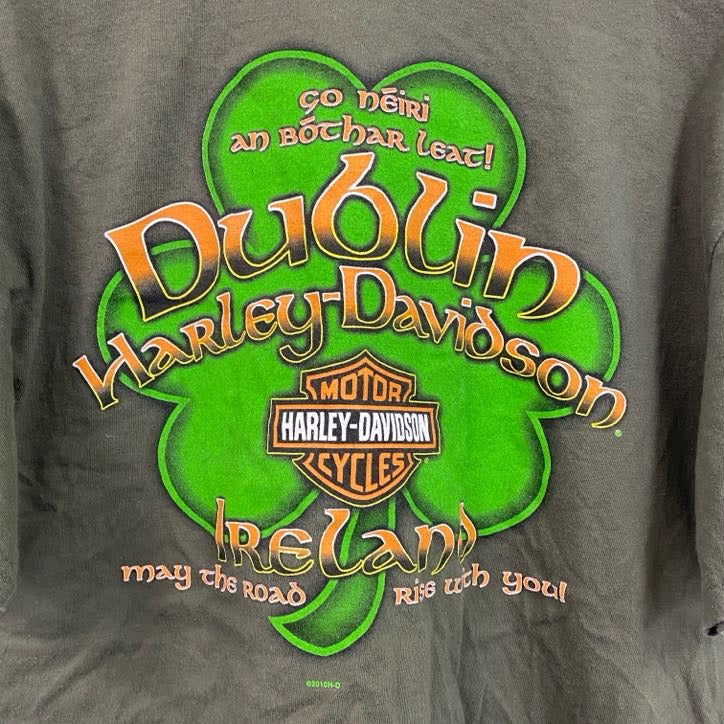 go néiri
an bóthar leat!
Dublin
Harley-Davidson
MOTOR
HARLEY-DAVIDSON
CYCLES
Ireland
may the road rise with you!
©2010H-D